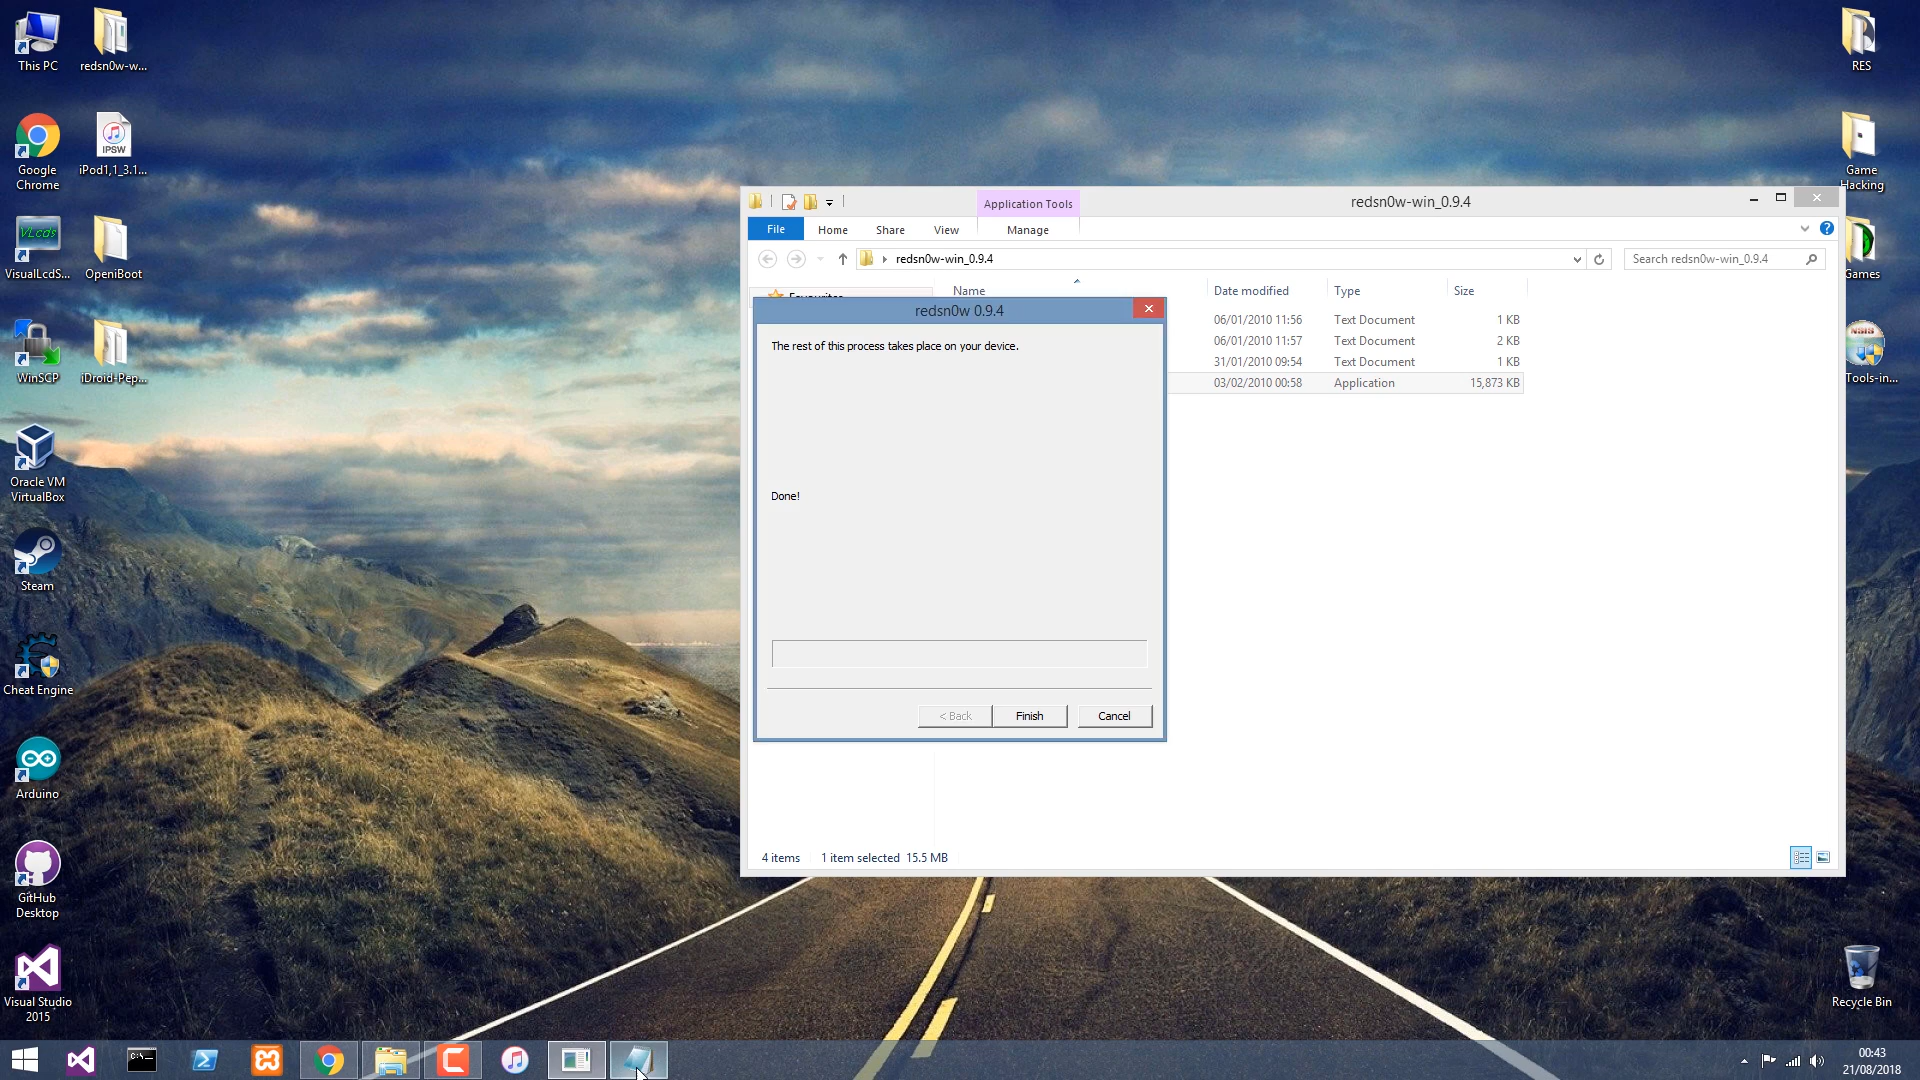 This PC
redsn0w-w...
Google
Chrome
IPSW
iPod1,1_3.1...
VLcds
VisualLcdS...
OpeniBoot
WinSCP
iDroid-Pep...
Oracle VM
VirtualBox
Steam
Cheat Engine
Arduino
GitHub
Desktop
Visual Studio
2015
RES
Game
Hacking
Games
Tools-in...
Recycle Bin
Application Tools
redsn0w-win_0.9.4
File
Home
Share
View
Manage
redsn0w-win_0.9.4
Search redsn0w-win_0.9.4
Name
Date modified
Type
Size
06/01/2010 11:56
Text Document
1 KB
06/01/2010 11:57
Text Document
2 KB
31/01/2010 09:54
Text Document
1 KB
03/02/2010 00:58
Application
15,873 KB
redsn0w 0.9.4
The rest of this process takes place on your device.
Done!
< Back
Finish
Cancel
4 items
1 item selected 15.5 MB
00:43
21/08/2018